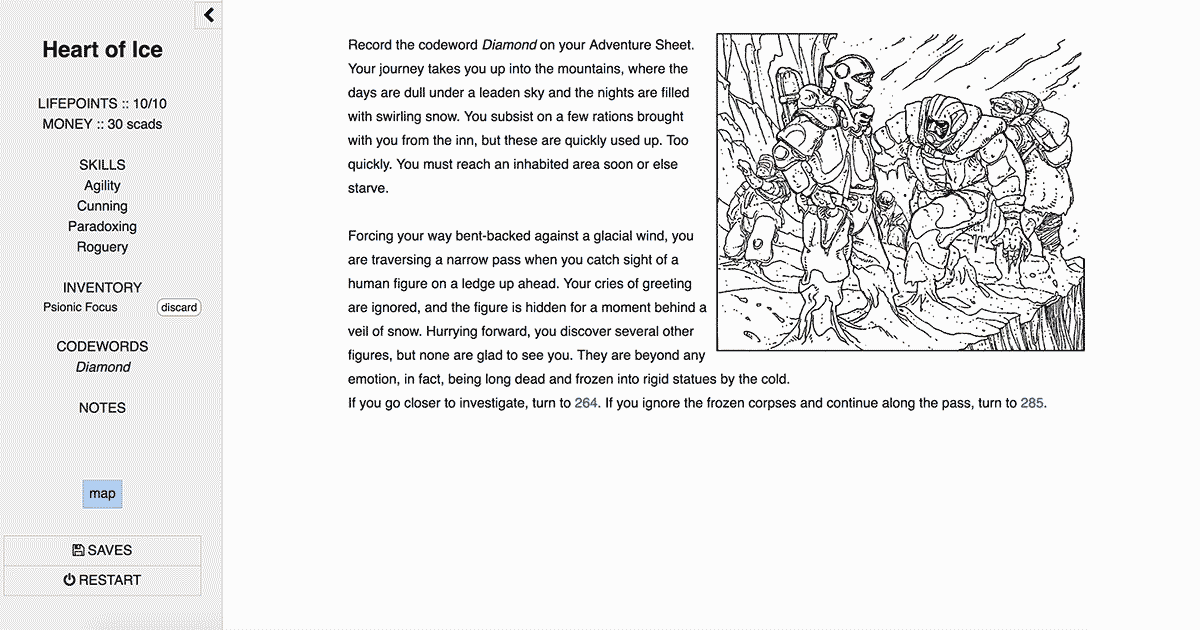 Heart of Ice
LIFEPOINTS :: 10/10
MONEY :: 30 scads
SKILLS
Agility
Cunning
Paradoxing
Roguery
INVENTORY
Psionic Focus discard
CODEWORDS
Diamond
NOTES
map
SAVES
RESTART
Record the codeword Diamond on your Adventure Sheet.
Your journey takes you up into the mountains, where the
days are dull under a leaden sky and the nights are filled
with swirling snow. You subsist on a few rations brought
with you from the inn, but these are quickly used up. Too
quickly. You must reach an inhabited area soon or else
starve.
Forcing your way bent-backed against a glacial wind, you
are traversing a narrow pass when you catch sight of a
human figure on a ledge up ahead. Your cries of greeting
are ignored, and the figure is hidden for a moment behind a
veil of snow. Hurrying forward, you discover several other
figures, but none are glad to see you. They are beyond any
emotion, in fact, being long dead and frozen into rigid statues by the cold.
If you go closer to investigate, turn to 264. If you ignore the frozen corpses and continue along the pass, turn to 285.